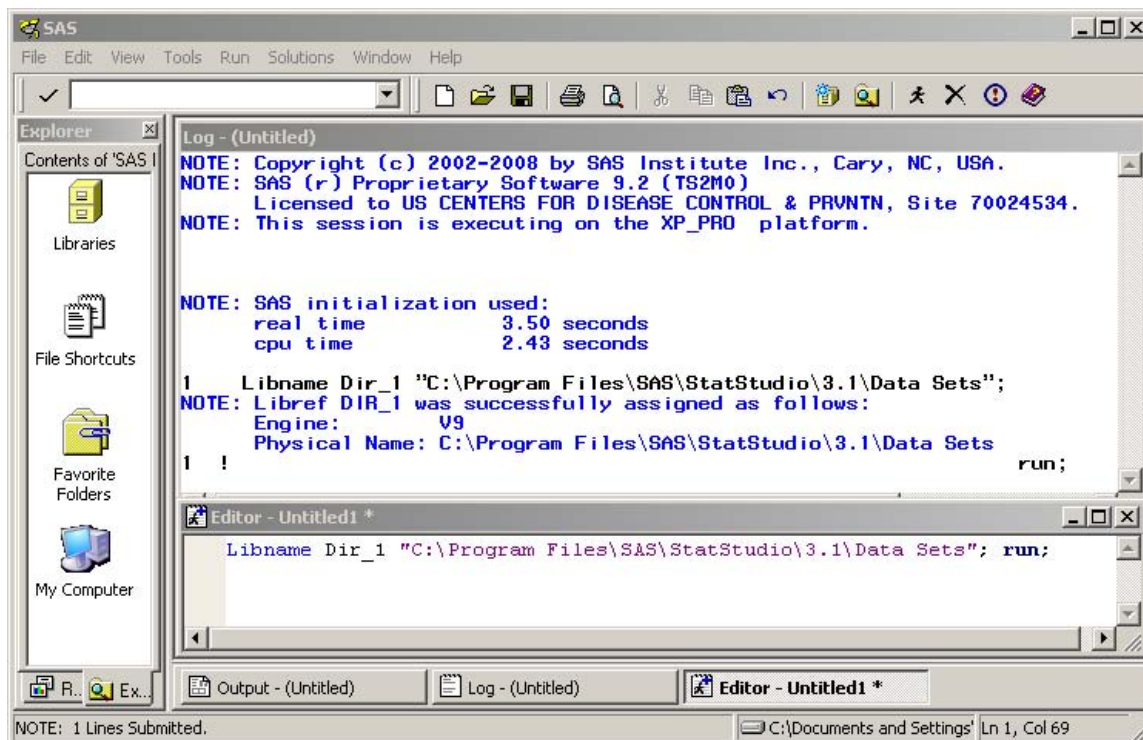 SAS
File Edit View Tools Run Solutions Window Help
Explorer
Contents of 'SAS
Libraries
File Shortcuts
Favorite
Folders
My Computer
R..
Ex...
Log - (Untitled)
NOTE: Copyright (c) 2002-2008 by SAS Institute Inc., Cary, NC, USA.
NOTE: SAS (r) Proprietary Software 9.2 (TS2M0)
Licensed to US CENTERS FOR DISEASE CONTROL & PRVNTN, Site 70024534.
NOTE: This session is executing on the XP_PRO platform.
NOTE: SAS initialization used:
real time 3.50 seconds
cpu time 2.43 seconds
1 Libname Dir_1 "C:\Program Files\SAS\StatStudio\3.1\Data Sets";
NOTE: Libref DIR_1 was successfully assigned as follows:
Engine: V9
Physical Name: C:\Program Files\SAS\StatStudio\3.1\Data Sets
1 ! run;
Editor - Untitled1 *
Libname Dir_1 "C:\Program Files\SAS\StatStudio\3.1\Data Sets"; run;
Output - (Untitled) Log - (Untitled) Editor - Untitled1 *
NOTE: 1 Lines Submitted. C:\Documents and Settings' Ln 1, Col 69